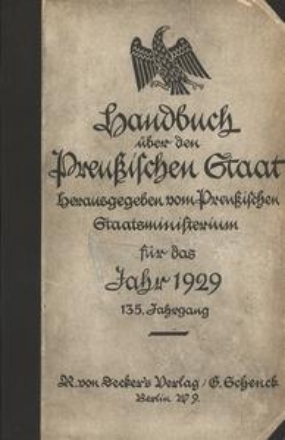 Handbuch
über den
Preußischen Staat
Herausgegeben vom Preußischen
Staatsministerium
für das
Jahr 1929
135. Jahrgang
R. von Decker's Verlag / G. Schenck
Berlin W 9.